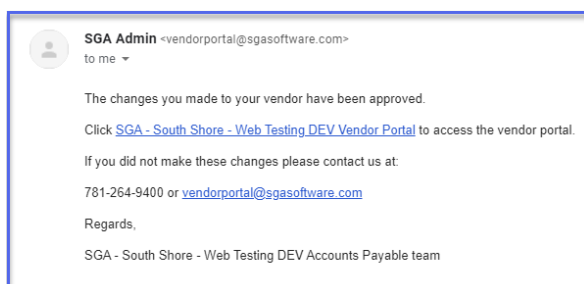 SGA Admin <vendorportal@sgasoftware.com>
to me
The changes you made to your vendor have been approved.
Click SGA - South Shore - Web Testing DEV Vendor Portal to access the vendor portal.
If you did not make these changes please contact us at:
781-264-9400 or vendorportal@sgasoftware.com
Regards,
SGA - South Shore - Web Testing DEV Accounts Payable team